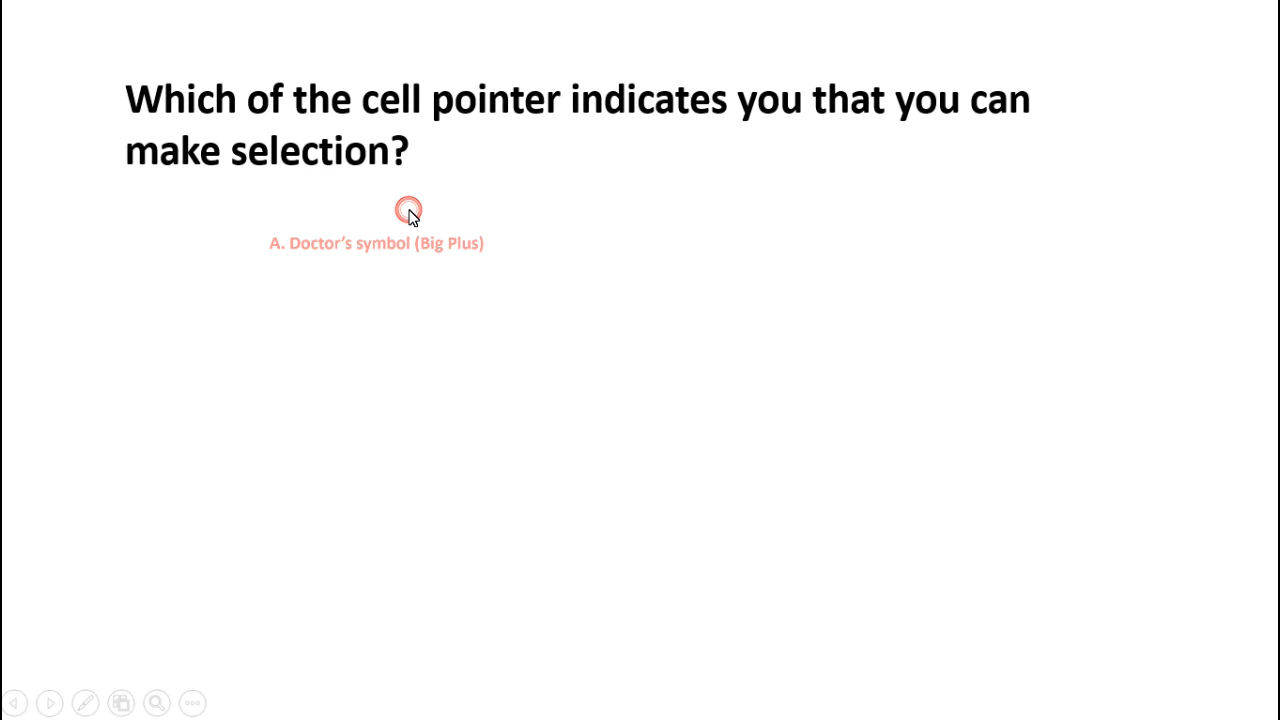 Which of the cell pointer indicates you that you can
make selection?
A. Doctor’s symbol (Big Plus)